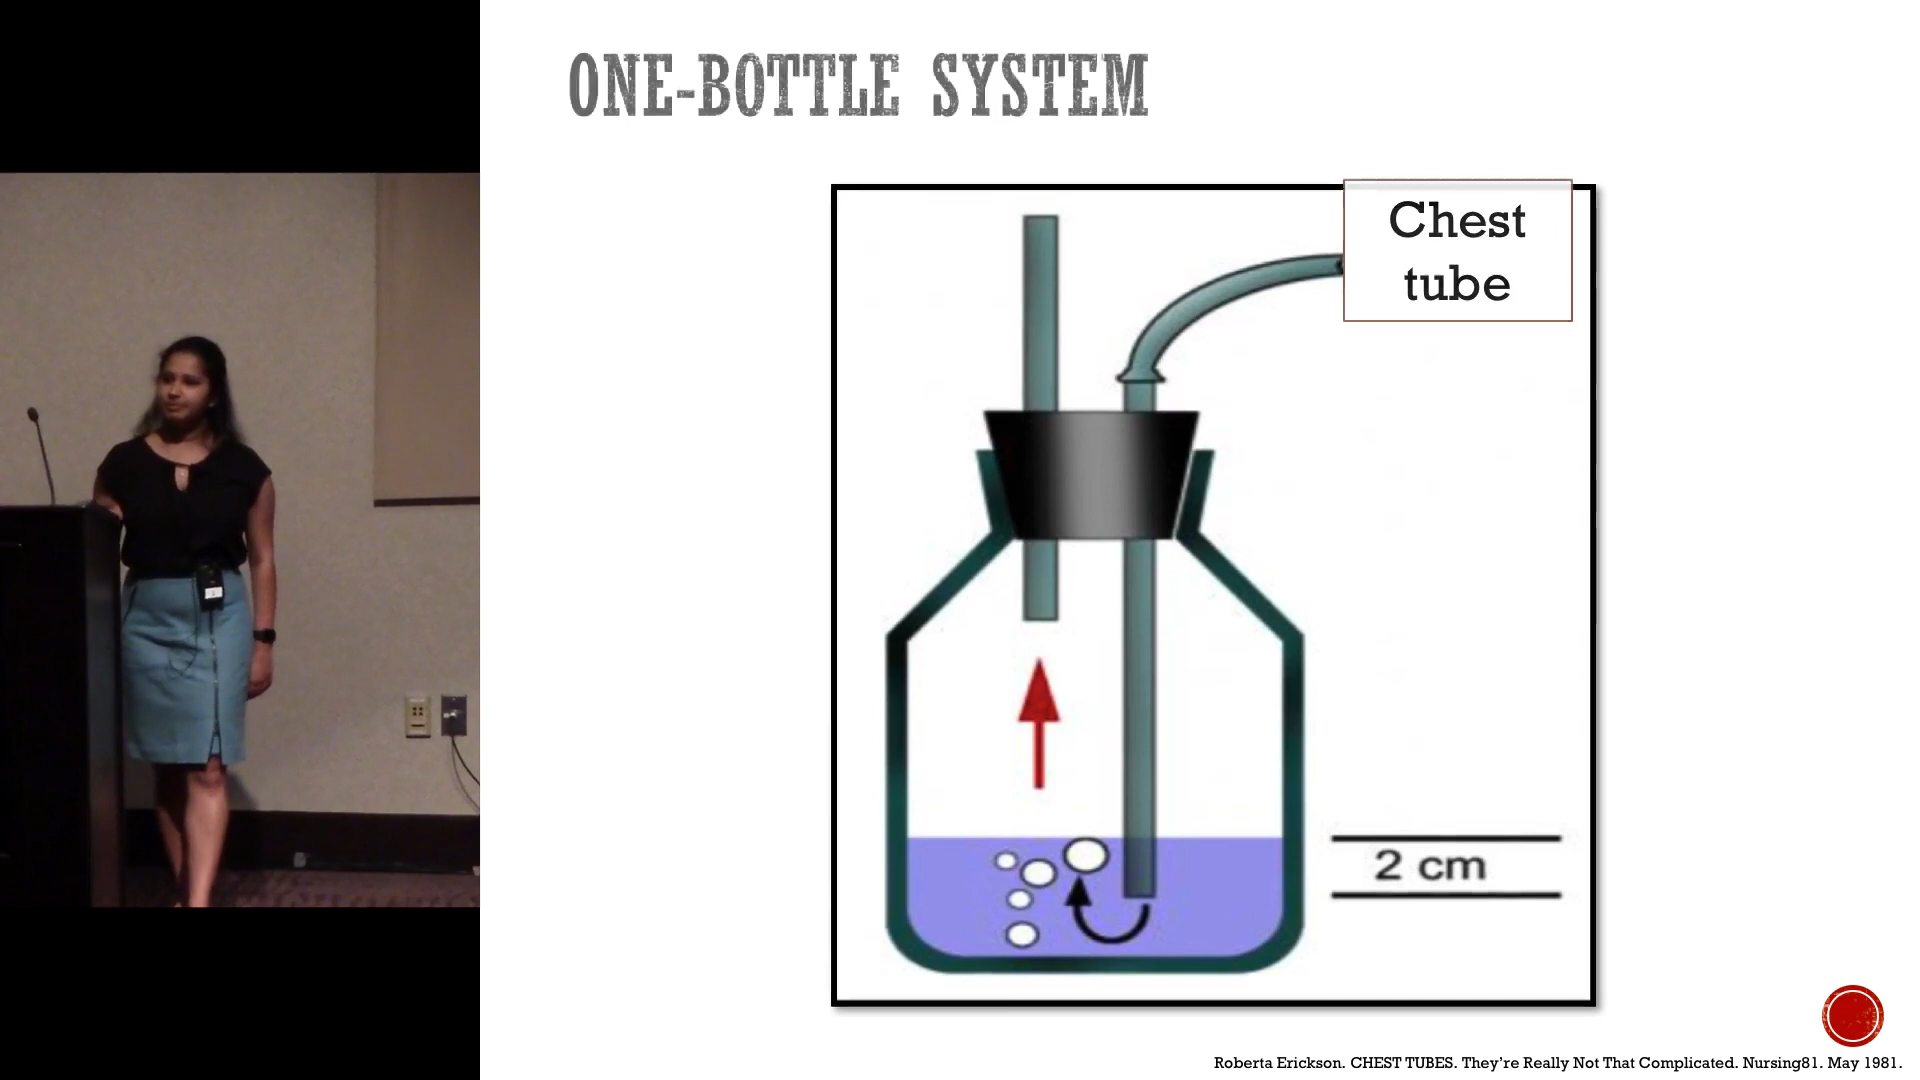 ONE-BOTTLE SYSTEM
Chest
tube
2 cm
Roberta Erickson. CHEST TUBES. They’re Really Not That Complicated. Nursing81. May 1981.